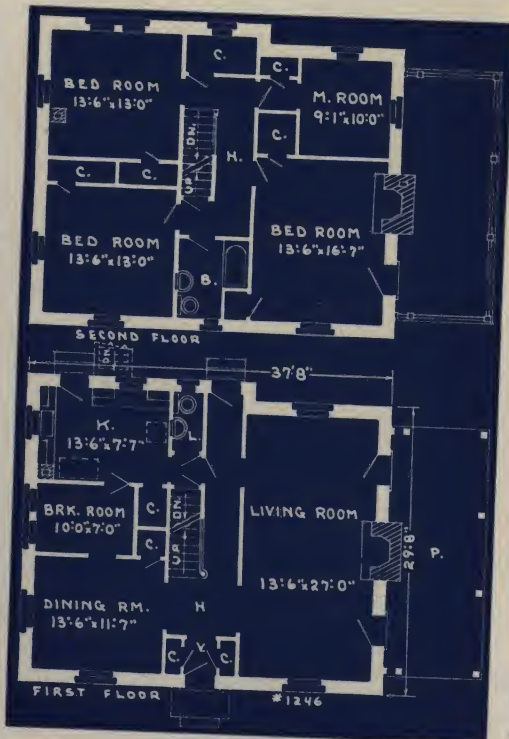 C.
C.
BED ROOM
13'6"x13'0"
M. ROOM
9'1"x10'0"
C.
DN.
H.
UP
C.
C.
BED ROOM
13'6"x16'-7"
BED ROOM
13'6"x13'0"
B.
SECOND FLOOR
DN.
37'8"
K.
13'6"x7'7"
L.
BRK. ROOM
10'0"x7'0"
C.
DN.
LIVING ROOM
C.
UP
29'8"
P.
13'6"x27'0"
DINING RM.
13'6"x11'7"
H
V.
C.
C.
FIRST FLOOR
#1246